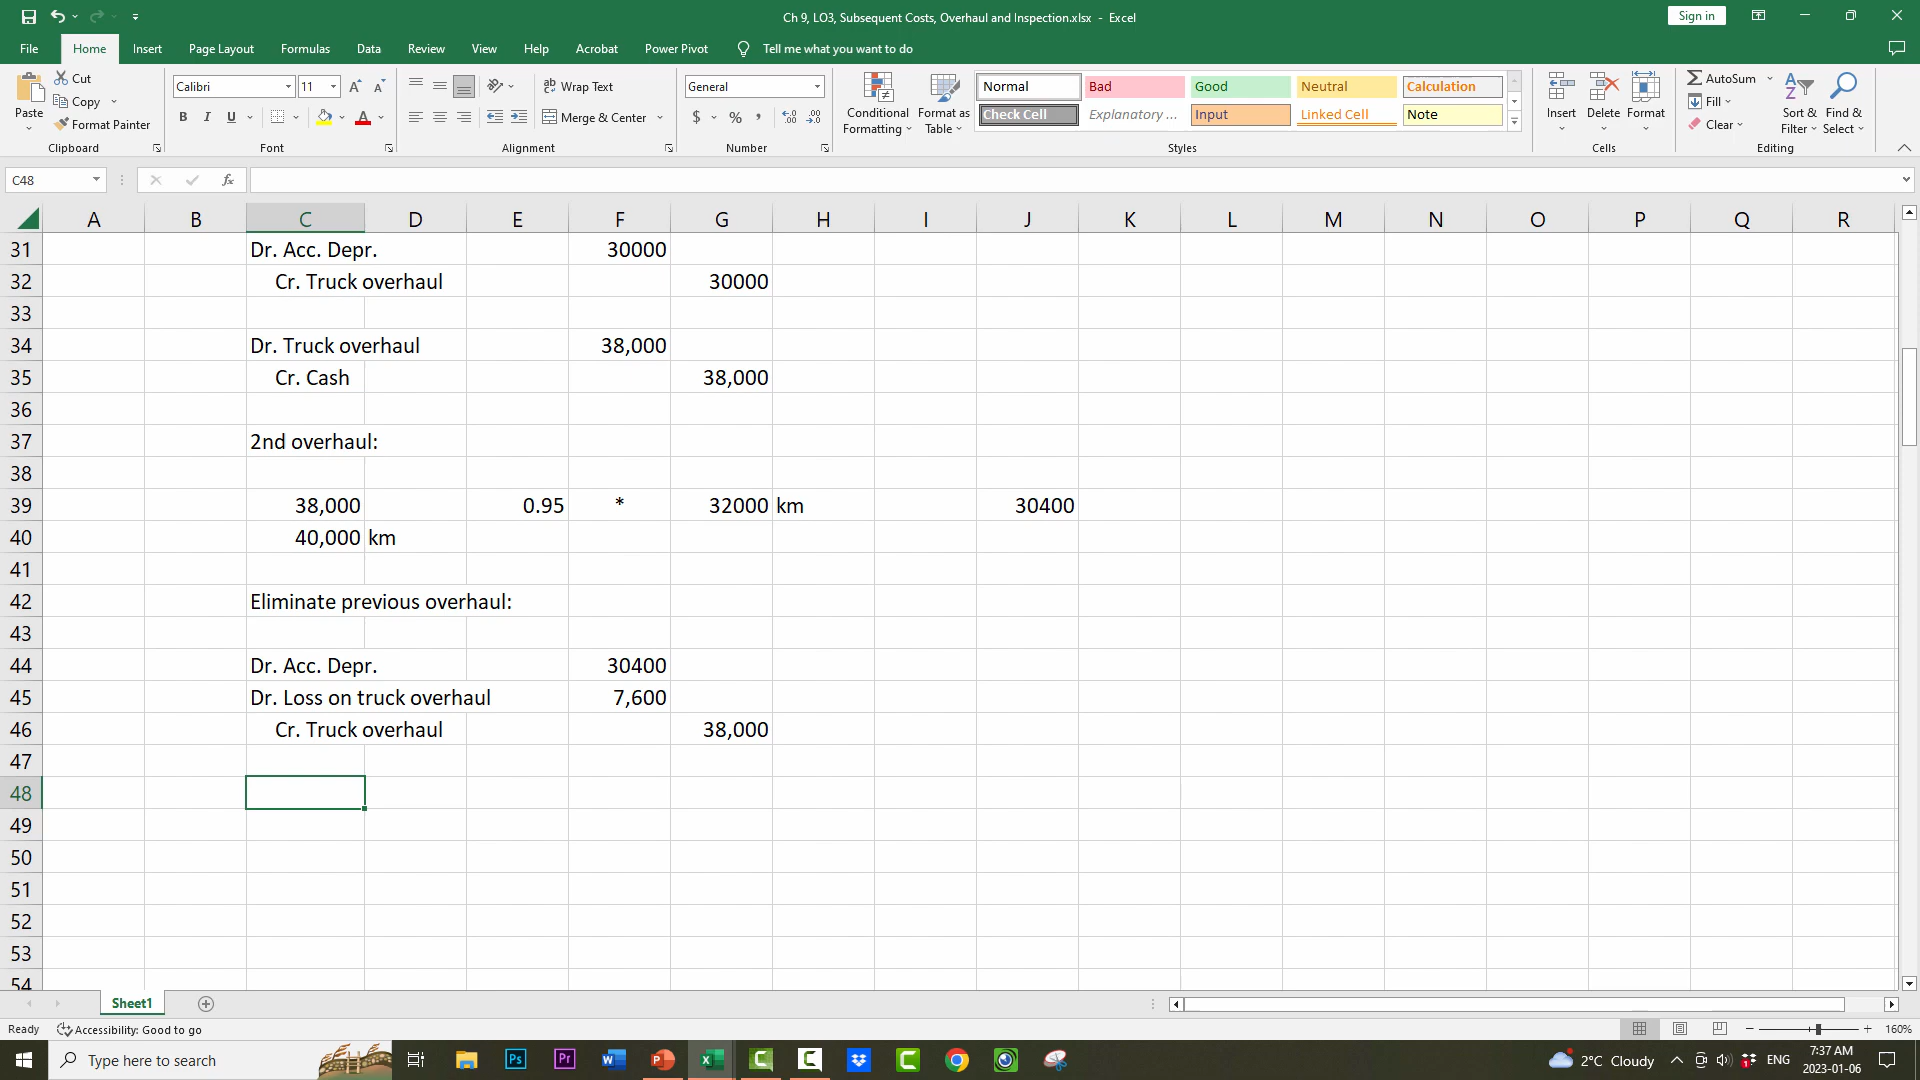 Ch 9, LO3, Subsequent Costs, Overhaul and Inspection.xlsx - Excel
Sign in
File Home Insert Page Layout Formulas Data Review View Help Acrobat Power Pivot Tell me what you want to do
Paste
Cut
Copy
Format Painter
Clipboard
Calibri 11
B I U A
Font
Wrap Text
Merge & Center
Alignment
General
$ % ,
Number
Conditional Formatting
Format as Table
Normal Bad Good Neutral Calculation
Check Cell Explanatory ... Input Linked Cell Note
Styles
Insert Delete Format
Cells
AutoSum
Fill
Clear
Sort & Filter
Find & Select
Editing
C48 fx
A B C D E F G H I J K L M N O P Q R
31 Dr. Acc. Depr. 30000
32 Cr. Truck overhaul 30000
33
34 Dr. Truck overhaul 38,000
35 Cr. Cash 38,000
36
37 2nd overhaul:
38
39 38,000 0.95 * 32000 km 30400
40 40,000 km
41
42 Eliminate previous overhaul:
43
44 Dr. Acc. Depr. 30400
45 Dr. Loss on truck overhaul 7,600
46 Cr. Truck overhaul 38,000
47
48
49
50
51
52
53
54
Sheet1
Ready Accessibility: Good to go 160%
Type here to search
2°C Cloudy ENG
7:37 AM
2023-01-06